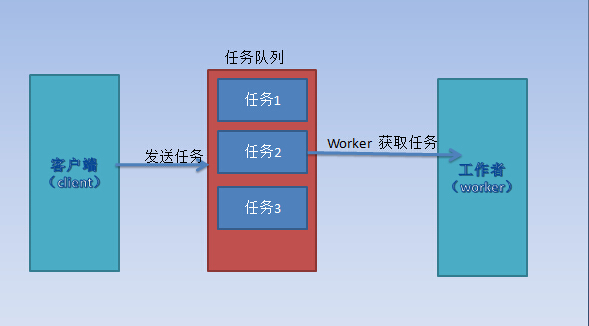 任务队列
任务1
客户端
（client）
发送任务
任务2
Worker 获取任务
工作者
（worker）
任务3